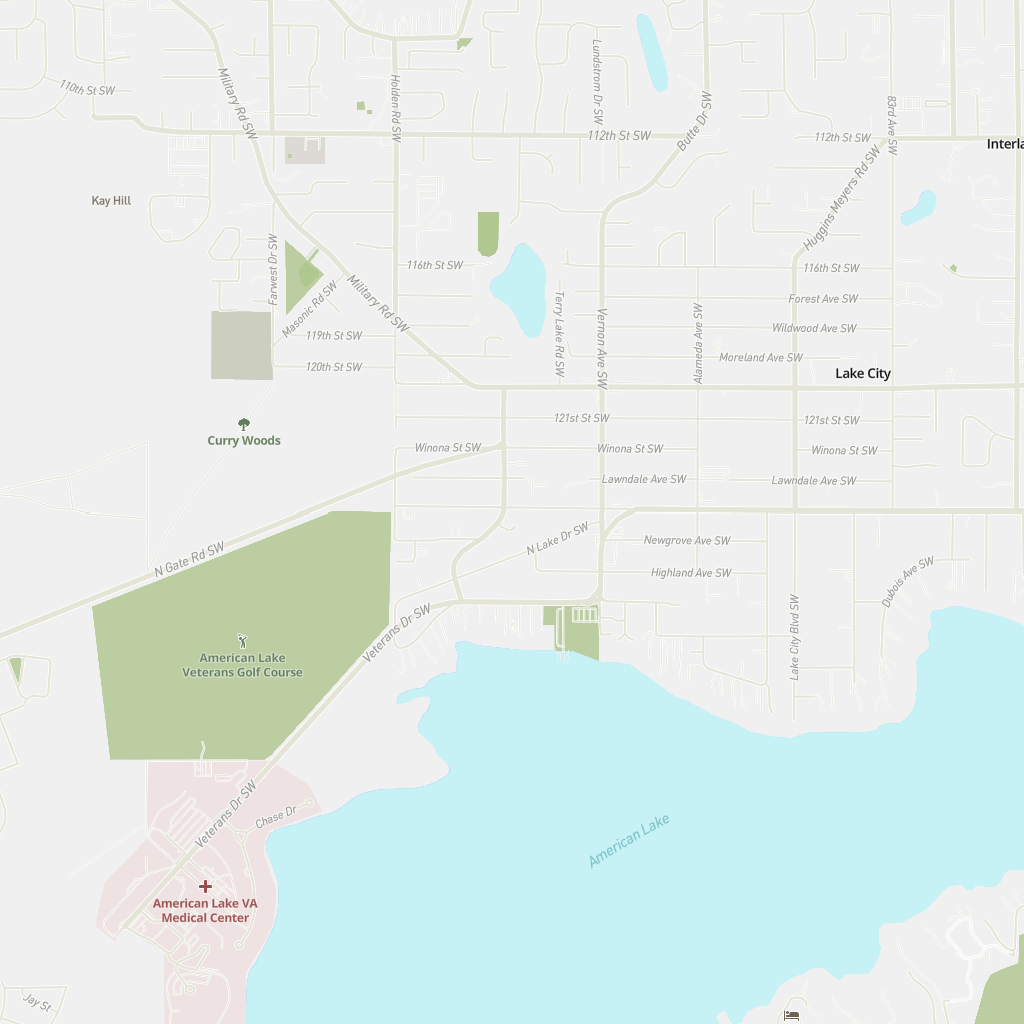 110th St SW
Military Rd SW
Holden Rd SW
Lundstrom Dr SW
Butte Dr SW
83rd Ave SW
112th St SW
112th St SW
Interla
Kay Hill
Huggins Meyers Rd SW
Farwest Dr SW
116th St SW
116th St SW
Masonic Rd SW
Military Rd SW
Terry Lake Rd SW
Vernon Ave SW
Alameda Ave SW
Forest Ave SW
Wildwood Ave SW
119th St SW
Moreland Ave SW
120th St SW
Lake City
121st St SW
121st St SW
Curry Woods
Winona St SW
Winona St SW
Winona St SW
Lawndale Ave SW
Lawndale Ave SW
N Gate Rd SW
N Lake Dr SW
Newgrove Ave SW
Highland Ave SW
Dubois Ave SW
Veterans Dr SW
Lake City Blvd SW
American Lake
Veterans Golf Course
Veterans Dr SW
Chase Dr
American Lake
American Lake VA
Medical Center
Jay St